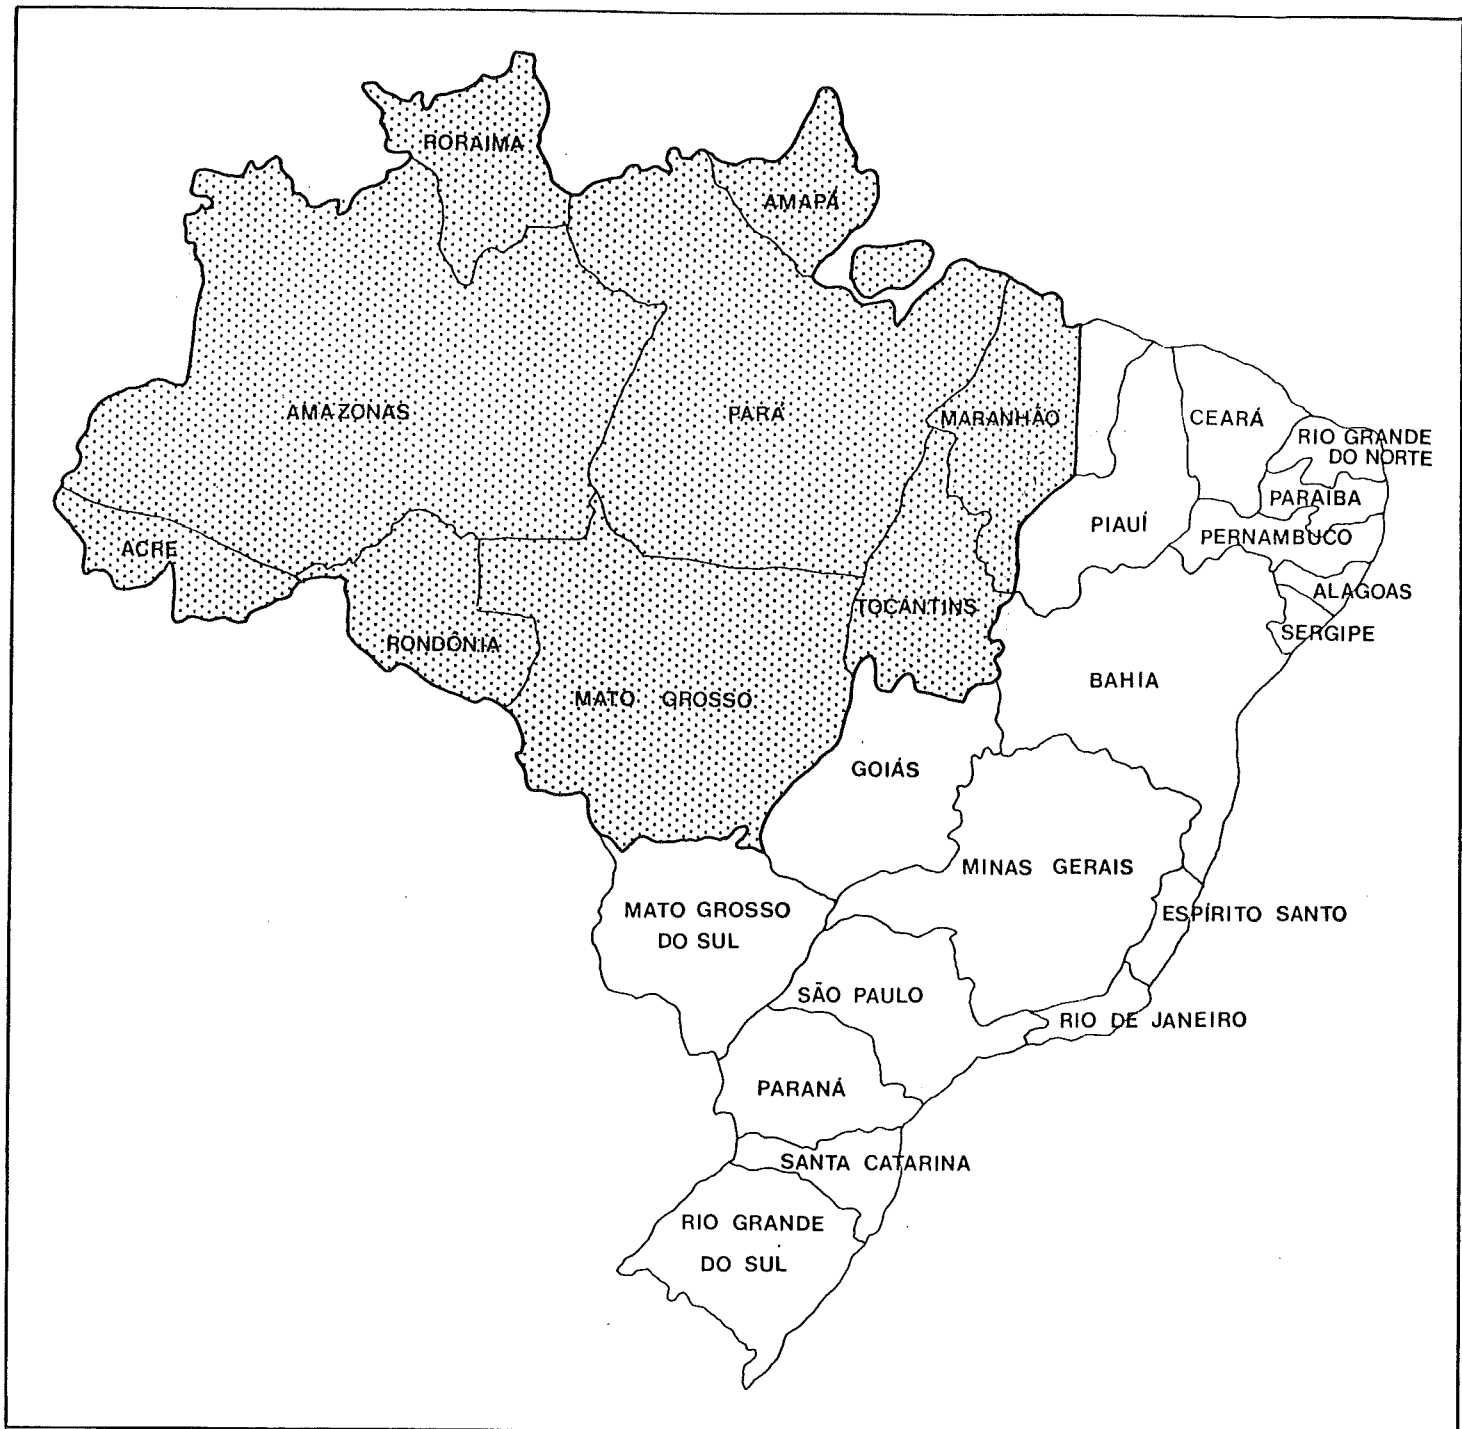 RORAIMA
AMAPÁ
AMAZONAS
PARÁ
MARANHÃO
CEARÁ
RIO GRANDE
DO NORTE
PARAIBA
PIAUÍ
PERNAMBUCO
ACRE
ALAGOAS
TOCANTINS
SERGIPE
RONDÔNIA
BAHIA
MATO GROSSO
GOIÁS
MINAS GERAIS
ESPÍRITO SANTO
MATO GROSSO
DO SUL
SÃO PAULO
RIO DE JANEIRO
PARANÁ
SANTA CATARINA
RIO GRANDE
DO SUL